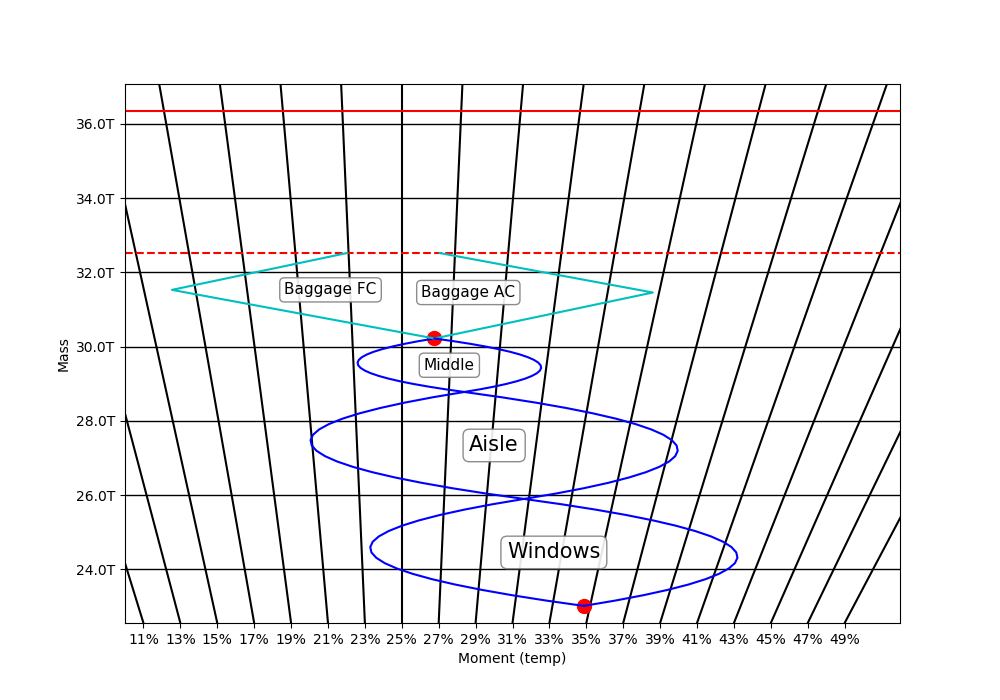 36.0T
34.0T
32.0T
Baggage FC
Baggage AC
30.0T
Middle
Mass
28.0T
Aisle
26.0T
Windows
24.0T
11% 13% 15% 17% 19% 21% 23% 25% 27% 29% 31% 33% 35% 37% 39% 41% 43% 45% 47% 49%
Moment (temp)